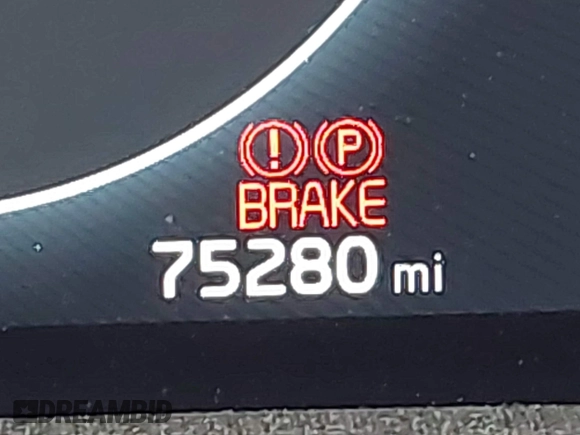 ! P
BRAKE
75280 mi
DREAMBID